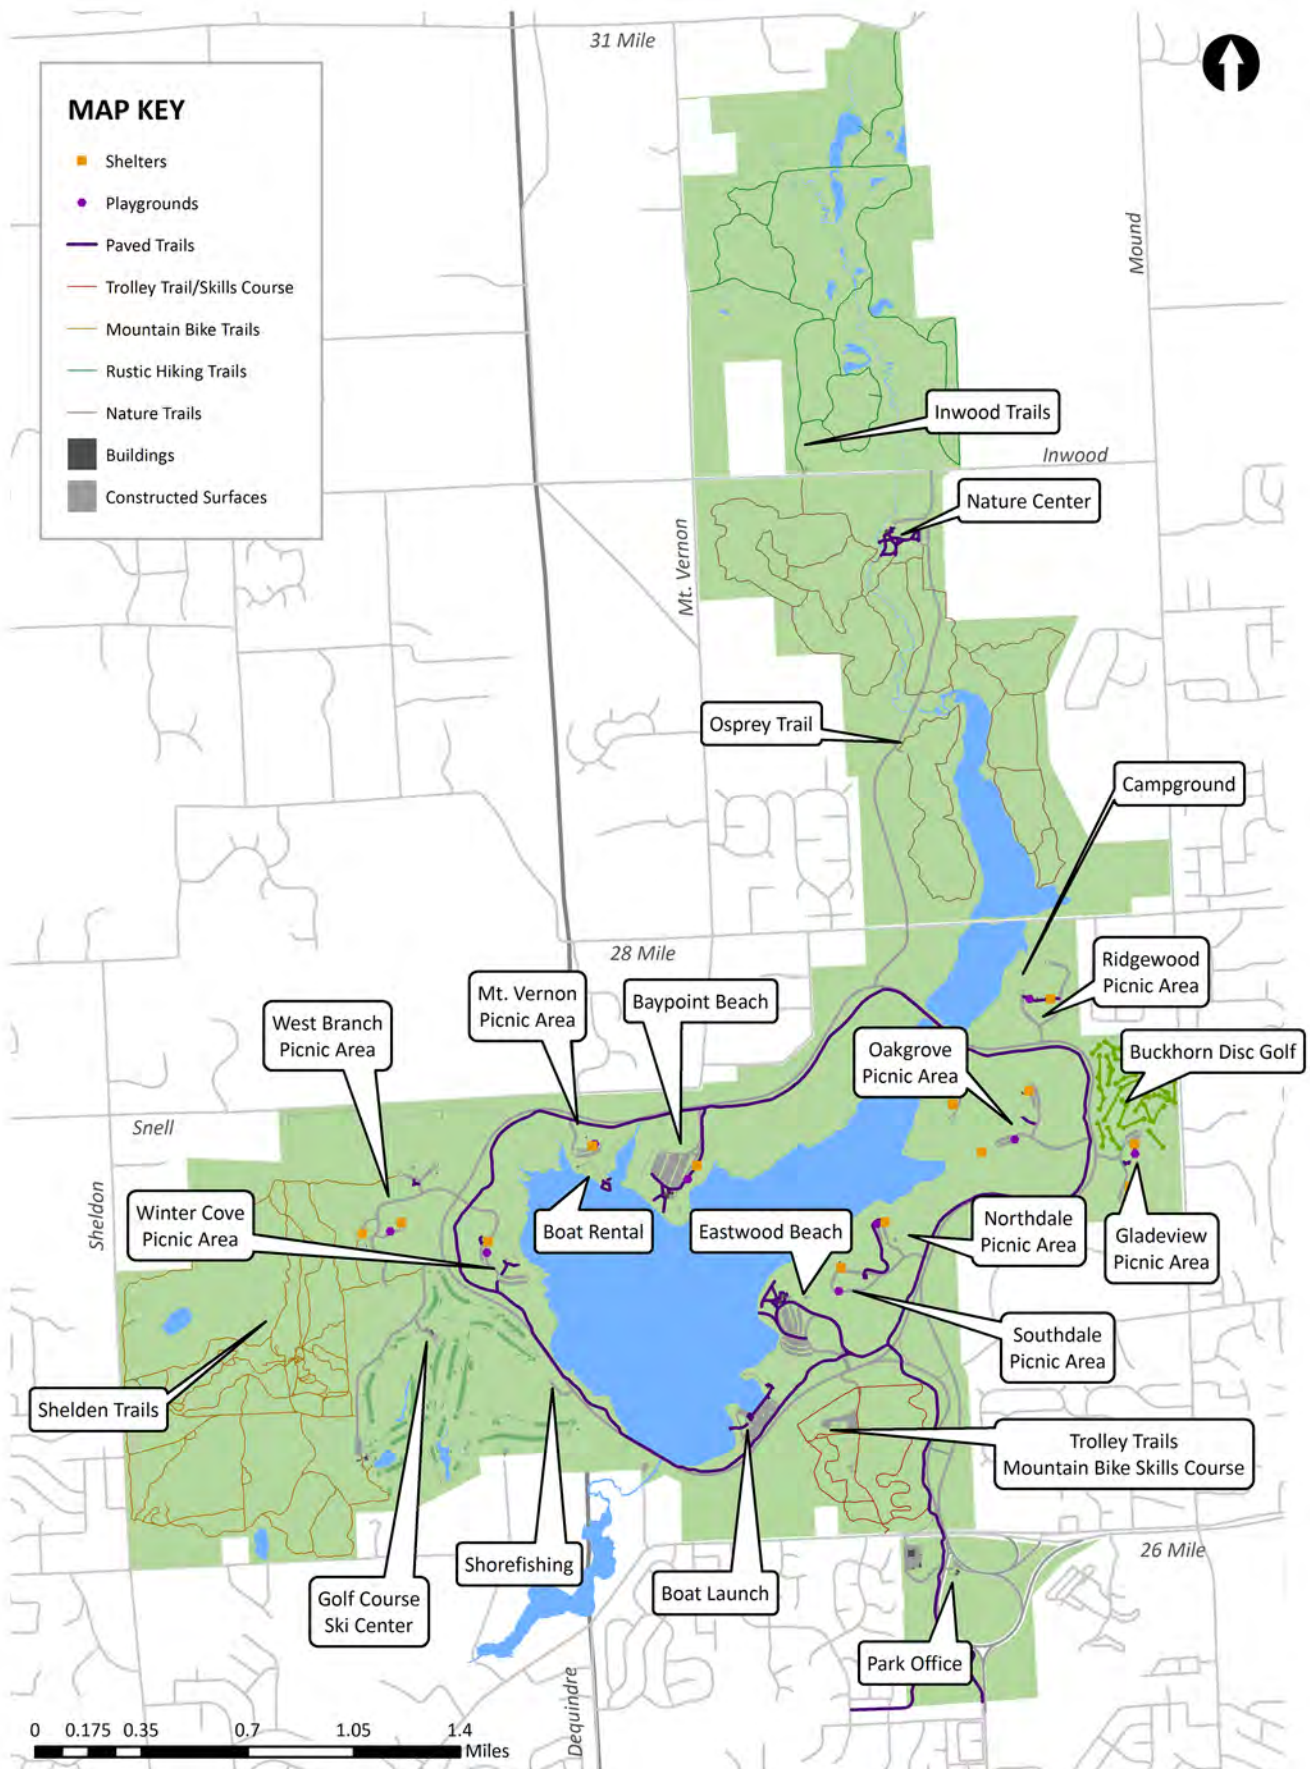 31 Mile
MAP KEY
Shelters
Playgrounds
Paved Trails
Trolley Trail/Skills Course
Mountain Bike Trails
Rustic Hiking Trails
Nature Trails
Buildings
Constructed Surfaces
Mound
Inwood Trails
Inwood
Nature Center
Mt. Vernon
Osprey Trail
Campground
28 Mile
Ridgewood
Picnic Area
Mt. Vernon
Picnic Area
Baypoint Beach
West Branch
Picnic Area
Oakgrove
Picnic Area
Buckhorn Disc Golf
Snell
Sheldon
Winter Cove
Picnic Area
Boat Rental
Eastwood Beach
Northdale
Picnic Area
Gladeview
Picnic Area
Southdale
Picnic Area
Shelden Trails
Trolley Trails
Mountain Bike Skills Course
26 Mile
Shorefishing
Golf Course
Ski Center
Boat Launch
Park Office
Dequindre
0 0.175 0.35 0.7 1.05 1.4
Miles